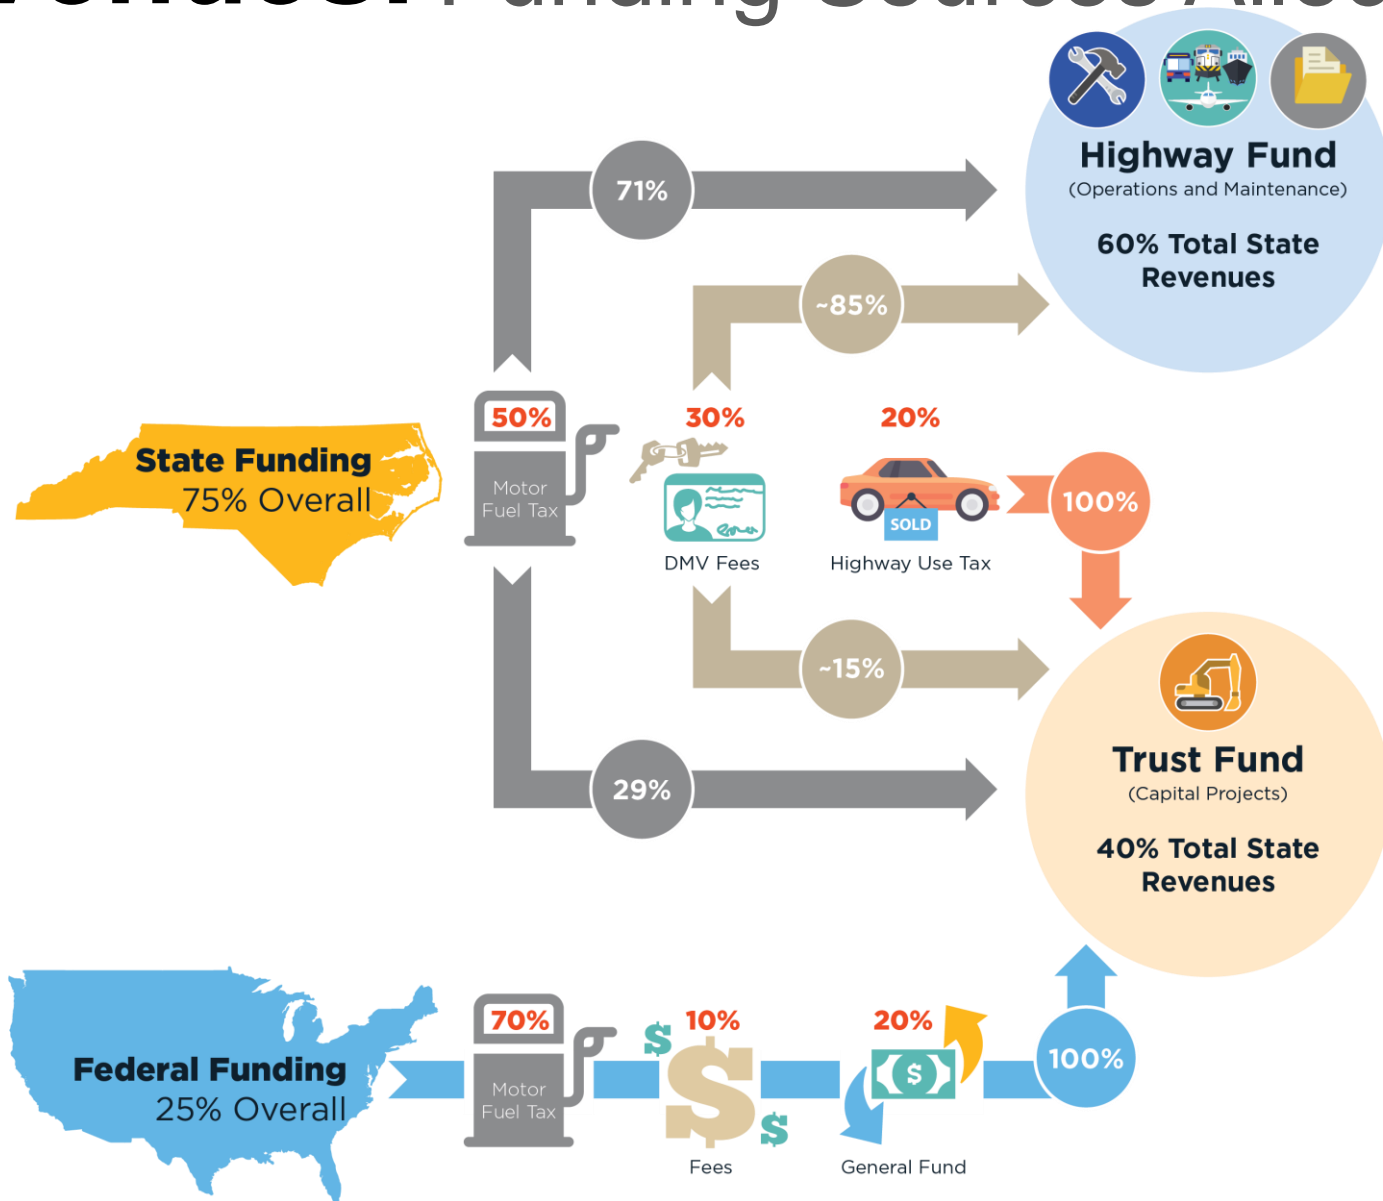 Funding Sources
Highway Fund
(Operations and Maintenance)
60% Total State
Revenues
71%
~85%
50%
30%
20%
State Funding
75% Overall
Motor
Fuel Tax
SOLD
100%
DMV Fees
Highway Use Tax
~15%
29%
Trust Fund
(Capital Projects)
40% Total State
Revenues
70%
$
10%
20%
Federal Funding
25% Overall
Motor
Fuel Tax
$
$
$
100%
Fees
General Fund